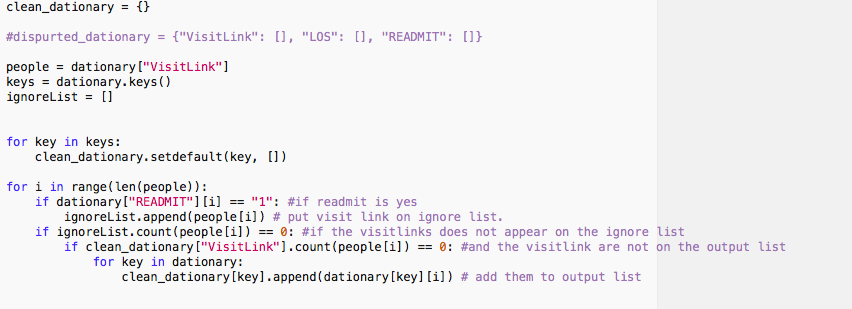 clean_dationary = {}
#dispurted_dationary = {"VisitLink": [], "LOS": [], "READMIT": []}
people = dationary["VisitLink"]
keys = dationary.keys()
ignoreList = []
for key in keys:
    clean_dationary.setdefault(key, [])
for i in range(len(people)):
    if dationary["READMIT"][i] == "1": #if readmit is yes
        ignoreList.append(people[i]) # put visit link on ignore list.
    if ignoreList.count(people[i]) == 0: #if the visitlinks does not appear on the ignore list
        if clean_dationary["VisitLink"].count(people[i]) == 0: #and the visitlink are not on the output list
            for key in dationary:
                clean_dationary[key].append(dationary[key][i]) # add them to output list